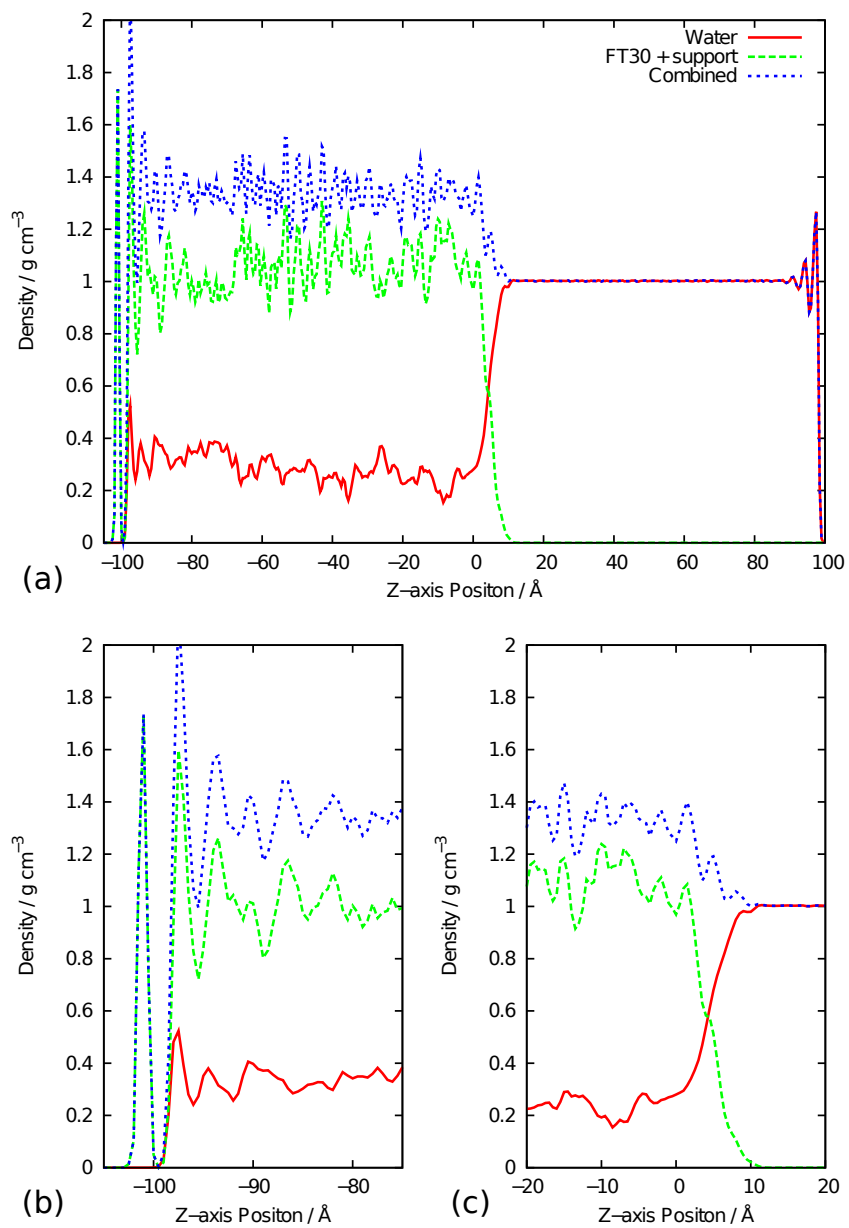 Water
FT30 + support
Combined
Density / g cm⁻³
2
1.8
1.6
1.4
1.2
1
0.8
0.6
0.4
0.2
0
−100 −80 −60 −40 −20 0 20 40 60 80 100
Z−axis Positon / Å
(a)
Density / g cm⁻³
2
1.8
1.6
1.4
1.2
1
0.8
0.6
0.4
0.2
0
−100 −90 −80
Z−axis Positon / Å
(b)
Density / g cm⁻³
2
1.8
1.6
1.4
1.2
1
0.8
0.6
0.4
0.2
0
−20 −10 0 10 20
Z−axis Positon / Å
(c)